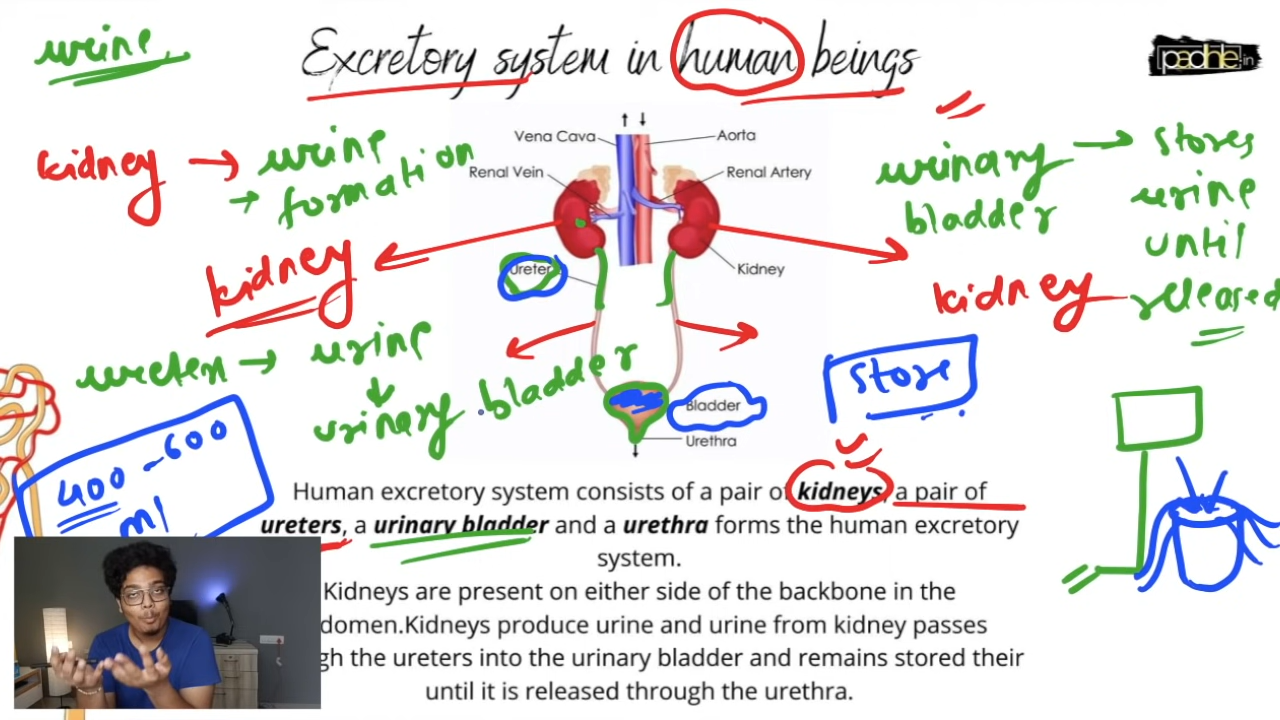 urine
Excretory system in human beings
padhle.in
kidney → urine
→ formation
kidney
ureter → urine
↓
urinary bladder
400 - 600
ml
Vena Cava
Aorta
Renal Vein
Renal Artery
Ureter
Kidney
Bladder
Urethra
urinary → stores
bladder
urine
until
released
kidney
store
Human excretory system consists of a pair of kidneys, a pair of
ureters, a urinary bladder and a urethra forms the human excretory
system.
Kidneys are present on either side of the backbone in the
domen.Kidneys produce urine and urine from kidney passes
gh the ureters into the urinary bladder and remains stored their
until it is released through the urethra.